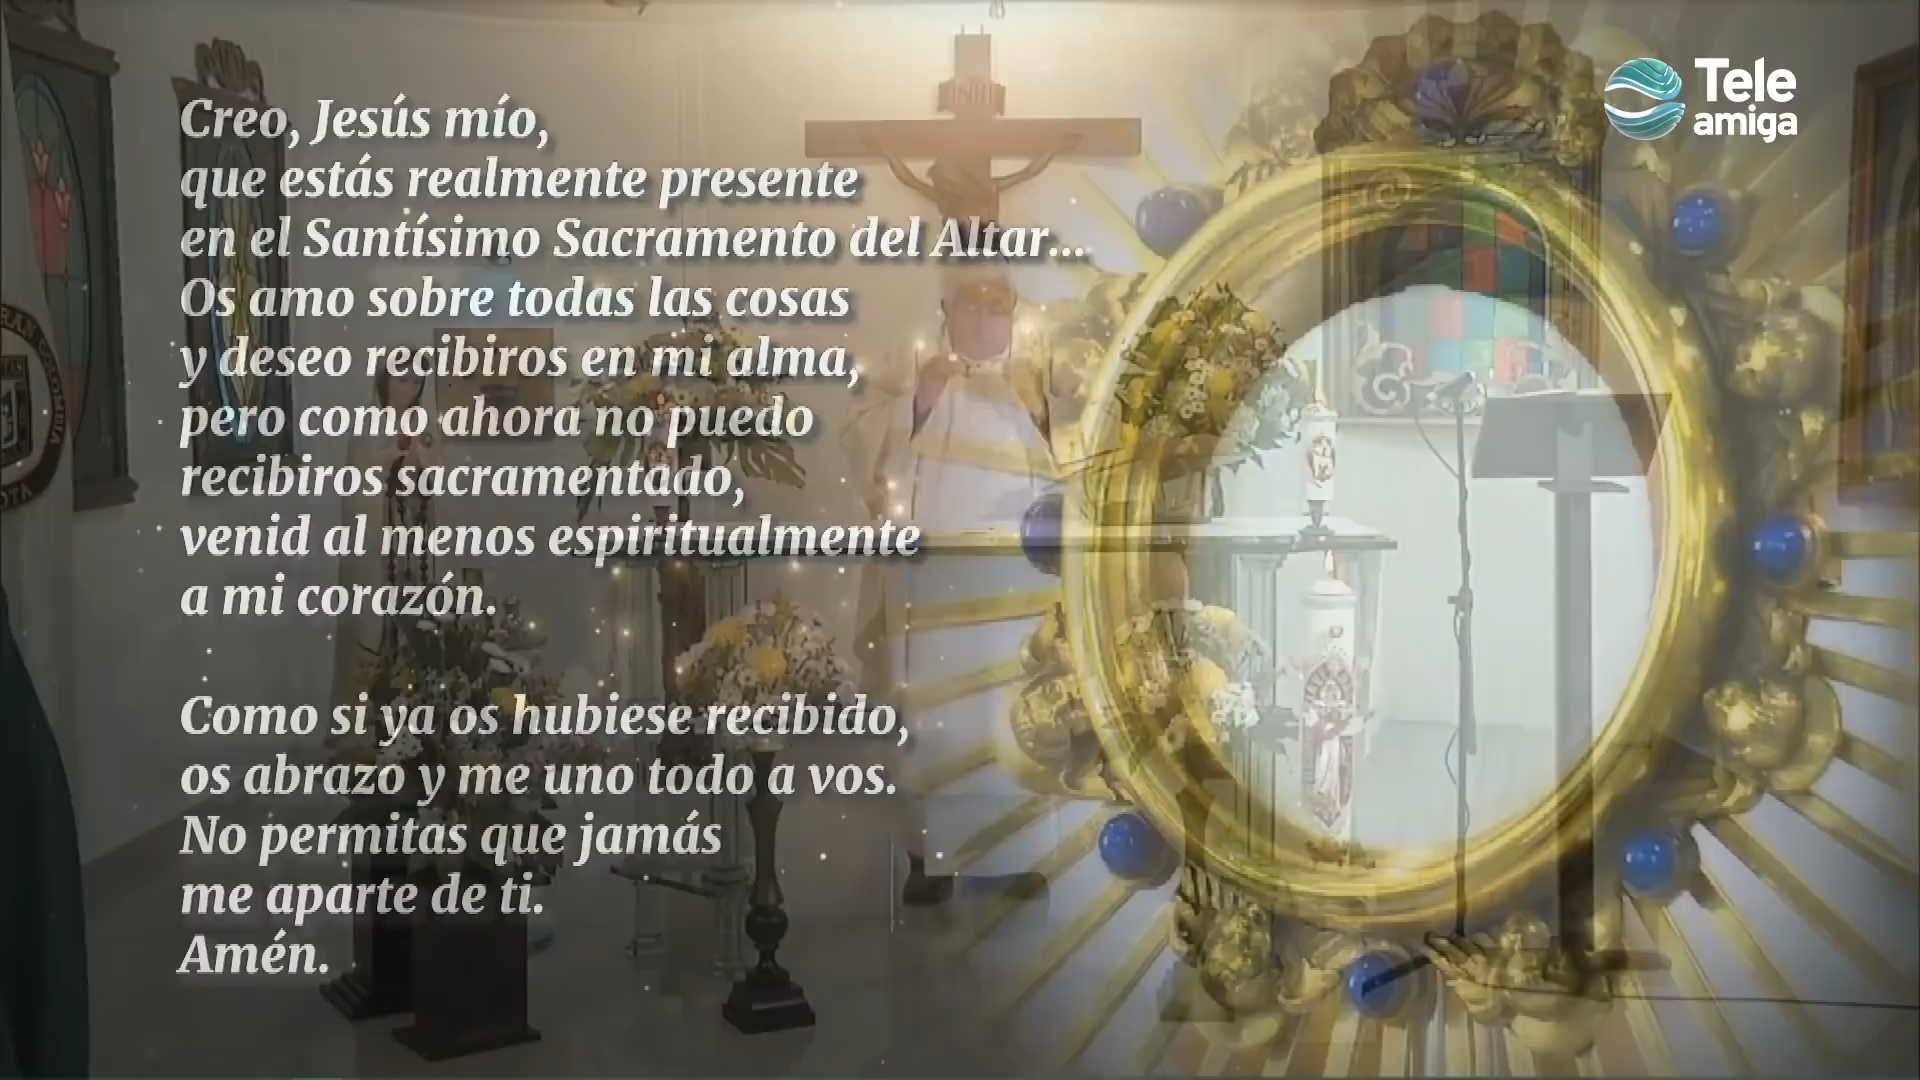 Tele
amiga
Creo, Jesús mío,
que estás realmente presente
en el Santísimo Sacramento del Altar...
Os amo sobre todas las cosas
y deseo recibiros en mi alma,
pero como ahora no puedo
recibiros sacramentado,
venid al menos espiritualmente
a mi corazón.
Como si ya os hubiese recibido,
os abrazo y me uno todo a vos.
No permitas que jamás
me aparte de ti.
Amén.
INRI